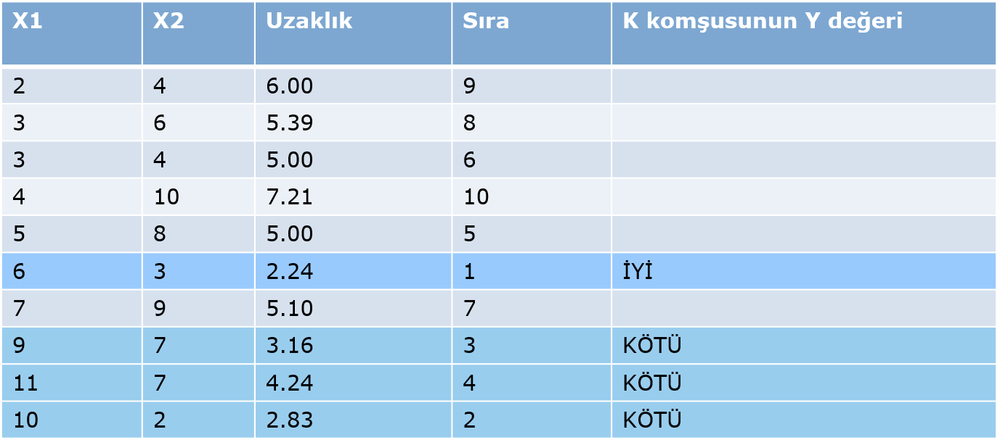 X1 X2 Uzaklık Sıra K komşusunun Y değeri
2 4 6.00 9
3 6 5.39 8
3 4 5.00 6
4 10 7.21 10
5 8 5.00 5
6 3 2.24 1 İYİ
7 9 5.10 7
9 7 3.16 3 KÖTÜ
11 7 4.24 4 KÖTÜ
10 2 2.83 2 KÖTÜ